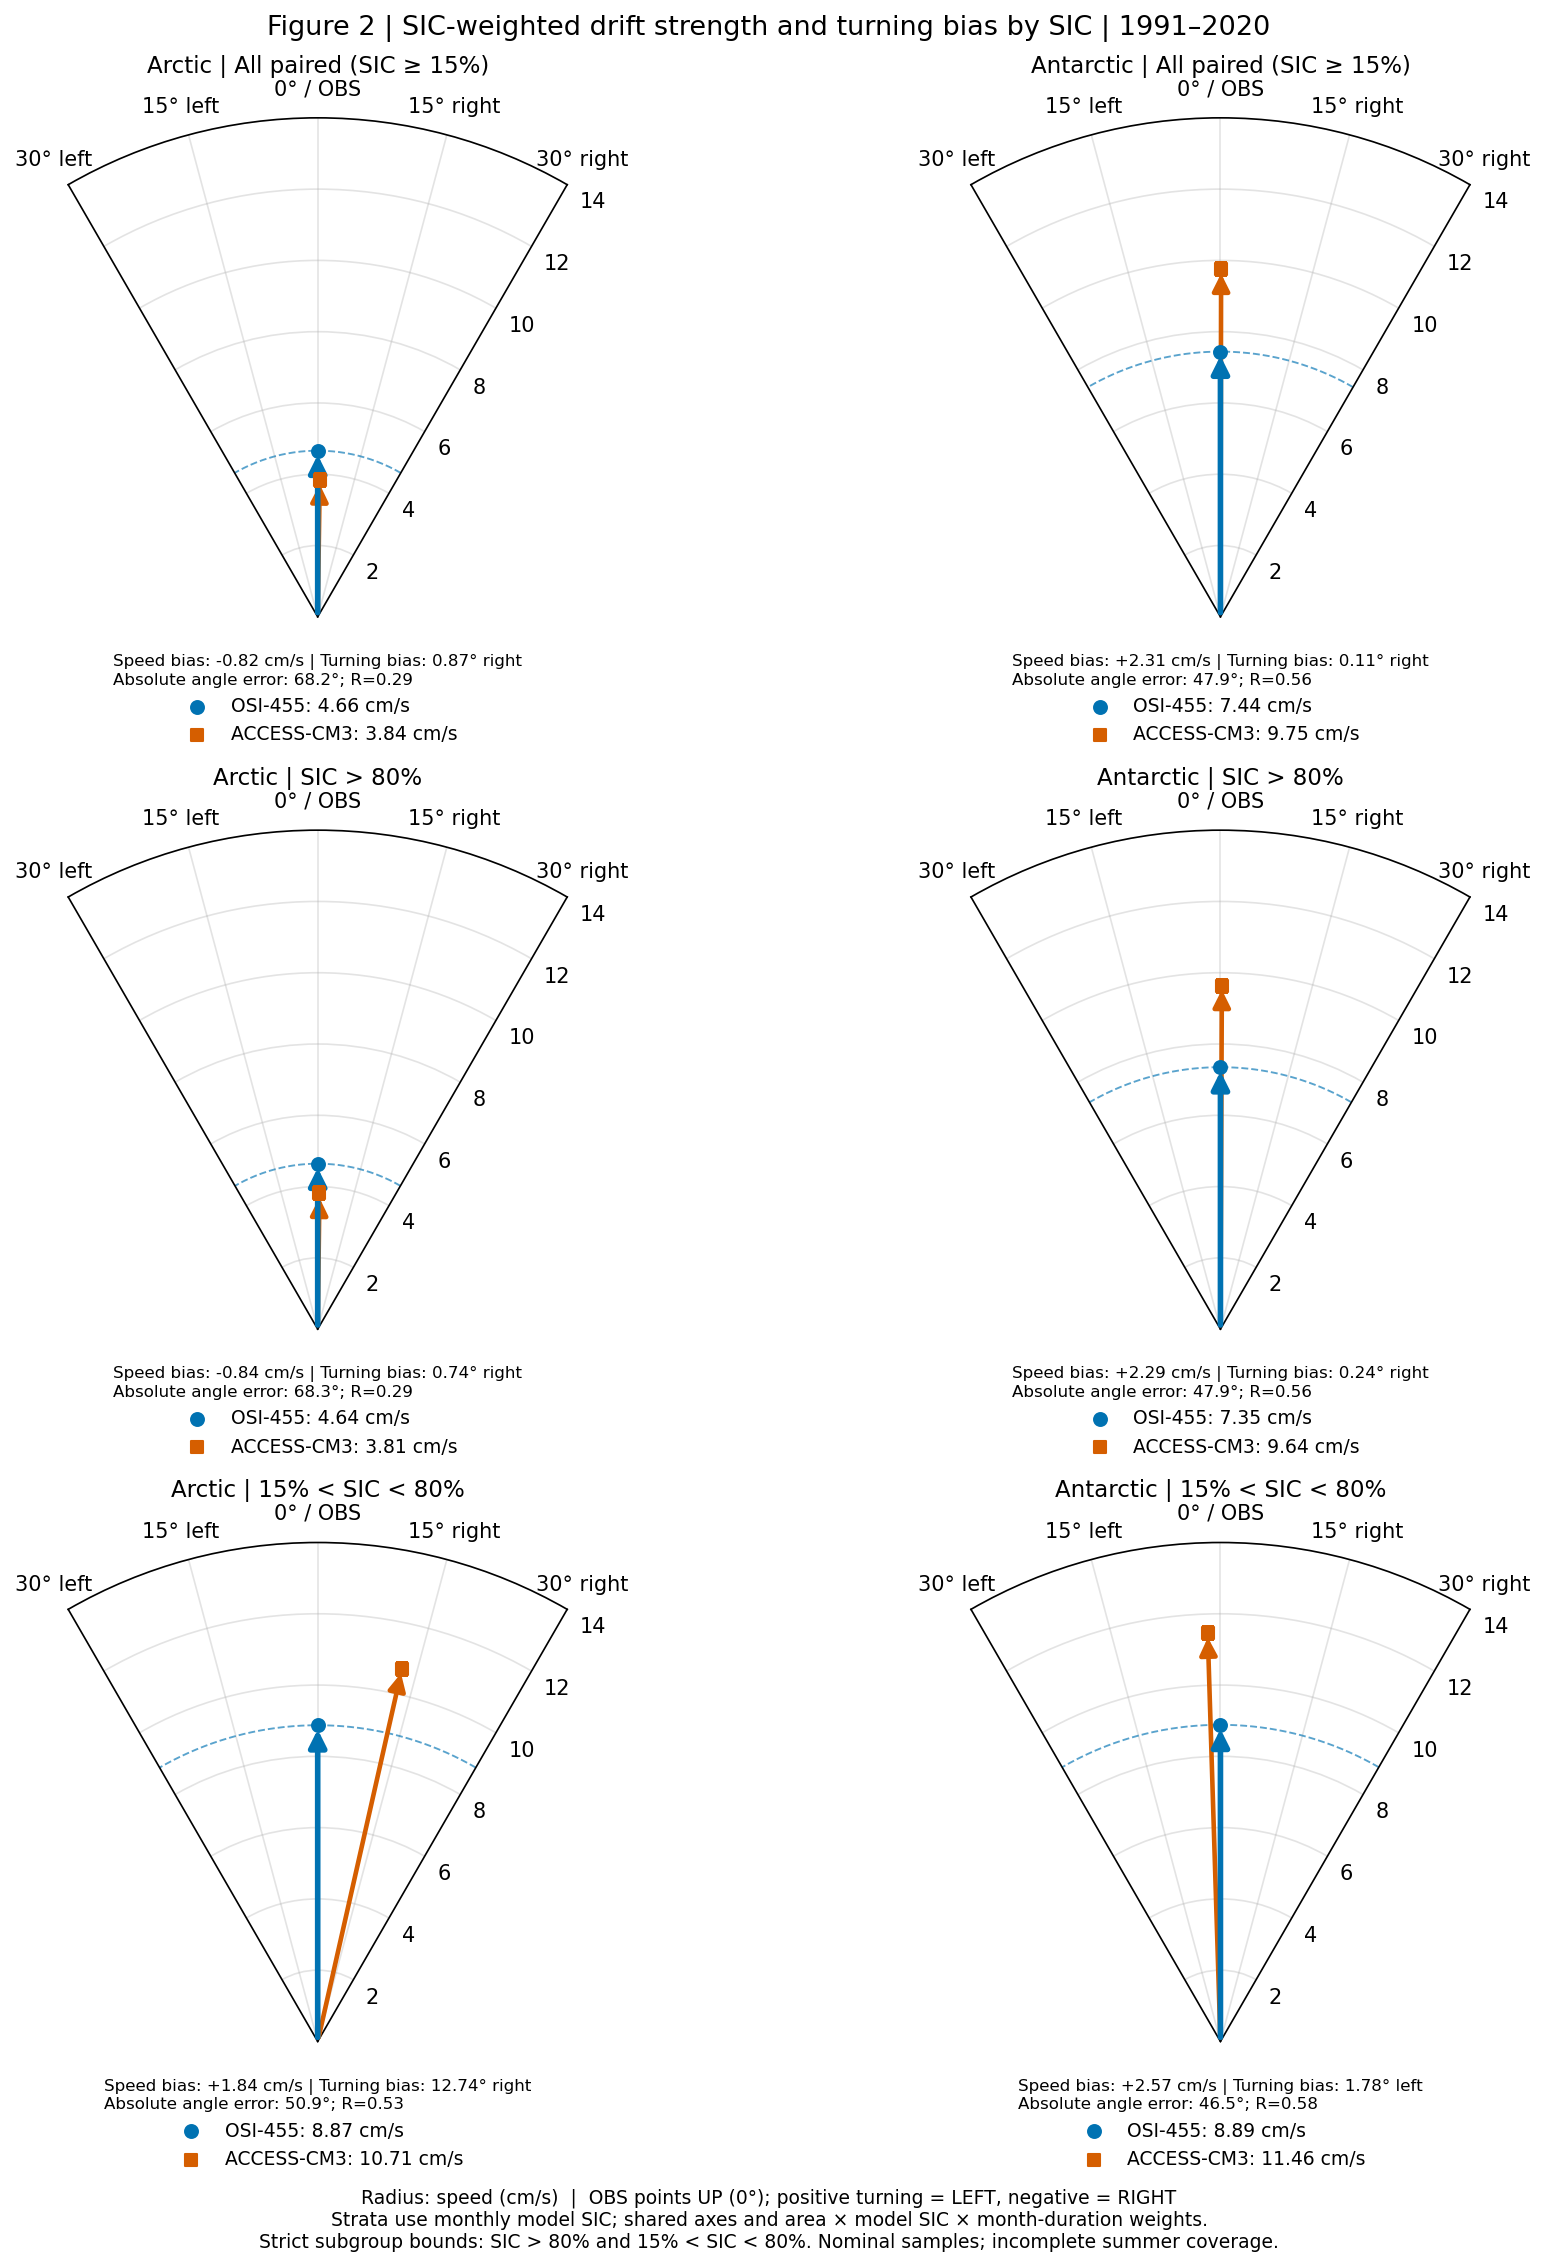 Figure 2 | SIC-weighted drift strength and turning bias by SIC | 1991–2020
Arctic | All paired (SIC ≥ 15%)
0° / OBS
15° left
15° right
30° left
30° right
14
12
10
8
6
4
2
Speed bias: -0.82 cm/s | Turning bias: 0.87° right
Absolute angle error: 68.2°; R=0.29
OSI-455: 4.66 cm/s
ACCESS-CM3: 3.84 cm/s
Antarctic | All paired (SIC ≥ 15%)
0° / OBS
15° left
15° right
30° left
30° right
14
12
10
8
6
4
2
Speed bias: +2.31 cm/s | Turning bias: 0.11° right
Absolute angle error: 47.9°; R=0.56
OSI-455: 7.44 cm/s
ACCESS-CM3: 9.75 cm/s
Arctic | SIC > 80%
0° / OBS
15° left
15° right
30° left
30° right
14
12
10
8
6
4
2
Speed bias: -0.84 cm/s | Turning bias: 0.74° right
Absolute angle error: 68.3°; R=0.29
OSI-455: 4.64 cm/s
ACCESS-CM3: 3.81 cm/s
Antarctic | SIC > 80%
0° / OBS
15° left
15° right
30° left
30° right
14
12
10
8
6
4
2
Speed bias: +2.29 cm/s | Turning bias: 0.24° right
Absolute angle error: 47.9°; R=0.56
OSI-455: 7.35 cm/s
ACCESS-CM3: 9.64 cm/s
Arctic | 15% < SIC < 80%
0° / OBS
15° left
15° right
30° left
30° right
14
12
10
8
6
4
2
Speed bias: +1.84 cm/s | Turning bias: 12.74° right
Absolute angle error: 50.9°; R=0.53
OSI-455: 8.87 cm/s
ACCESS-CM3: 10.71 cm/s
Antarctic | 15% < SIC < 80%
0° / OBS
15° left
15° right
30° left
30° right
14
12
10
8
6
4
2
Speed bias: +2.57 cm/s | Turning bias: 1.78° left
Absolute angle error: 46.5°; R=0.58
OSI-455: 8.89 cm/s
ACCESS-CM3: 11.46 cm/s
Radius: speed (cm/s) | OBS points UP (0°); positive turning = LEFT, negative = RIGHT
Strata use monthly model SIC; shared axes and area × model SIC × month-duration weights.
Strict subgroup bounds: SIC > 80% and 15% < SIC < 80%. Nominal samples; incomplete summer coverage.